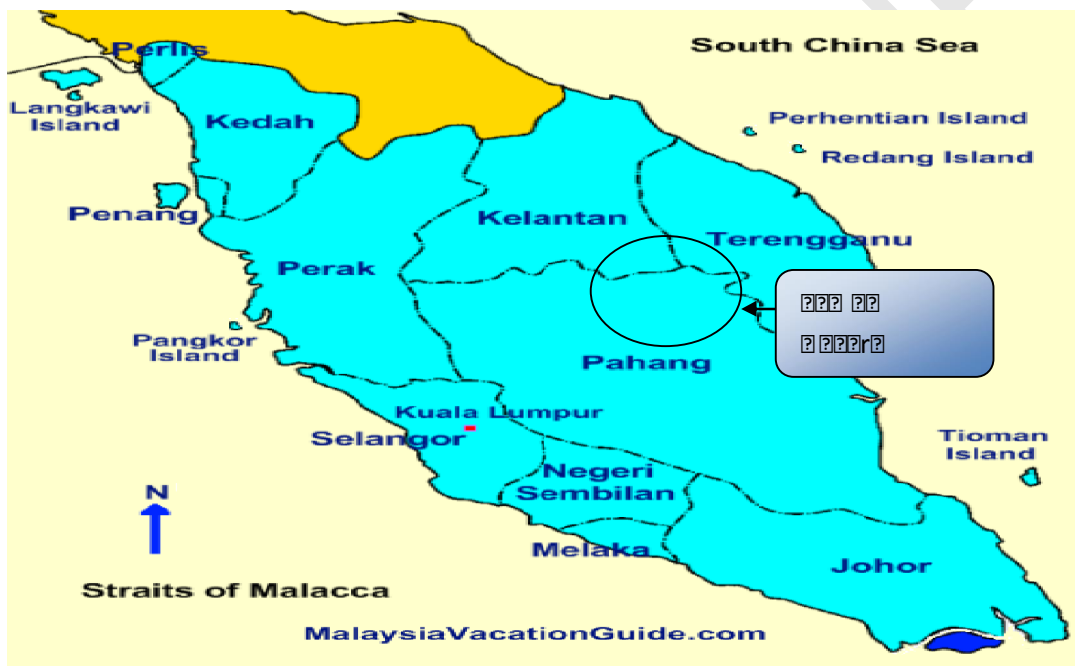 South China Sea
Perlis
Langkawi
Island
Kedah
Perhentian Island
Redang Island
Penang
Kelantan
Terengganu
Perak
Pangkor
Island
Pahang
Kuala Lumpur
Selangor
Tioman
Island
Negeri
Sembilan
N
Melaka
Johor
Straits of Malacca
MalaysiaVacationGuide.com